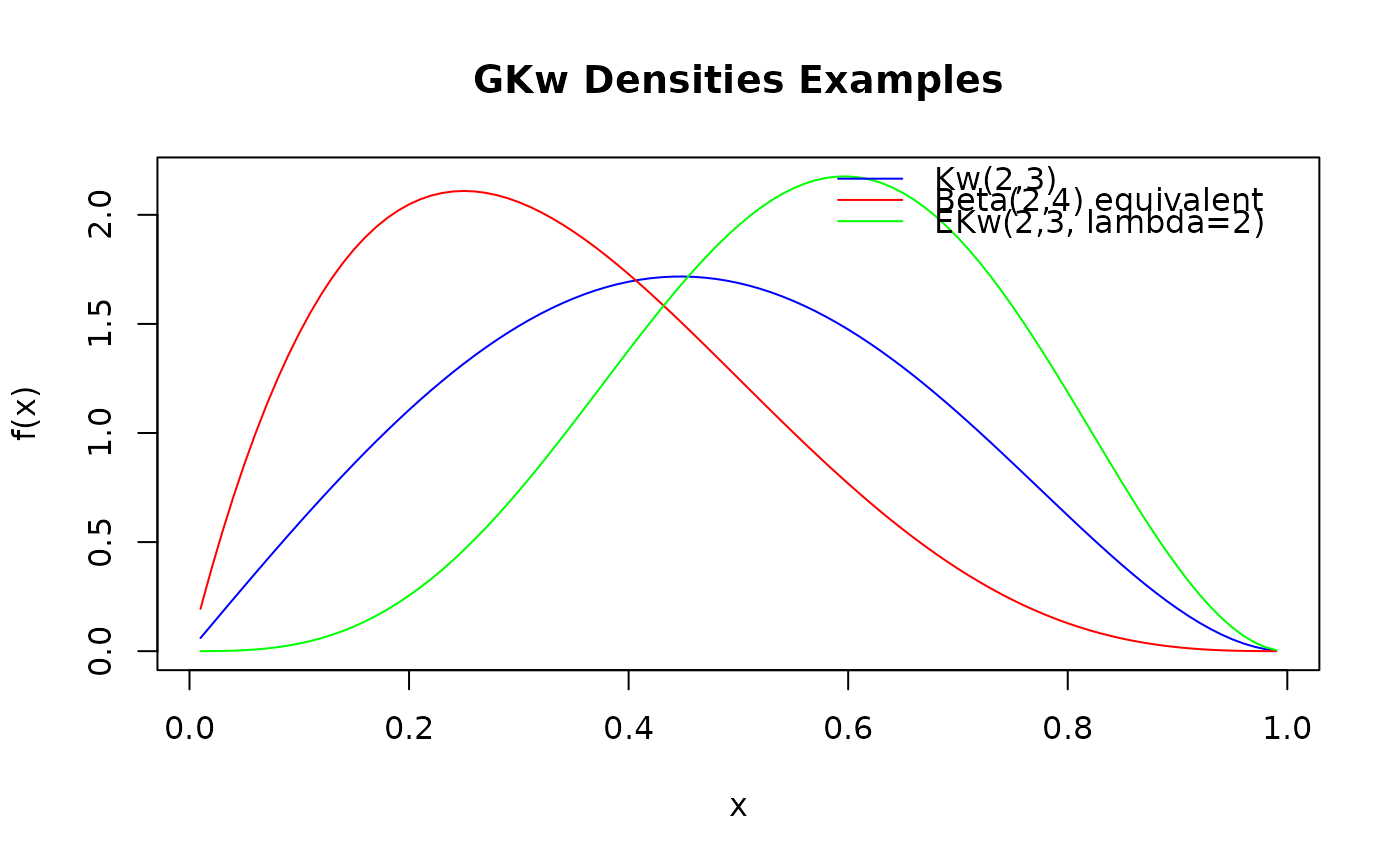 GKw Densities Examples
Kw(2,3)
Beta(2,4) equivalent
EKw(2,3, lambda=2)
f(x)
2.0
1.5
1.0
0.5
0.0
0.0 0.2 0.4 0.6 0.8 1.0
x